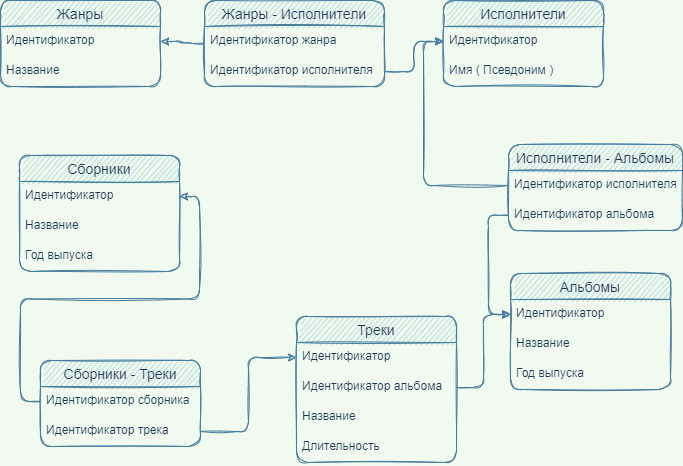 Жанры
Идентификатор
Название
Жанры - Исполнители
Идентификатор жанра
Идентификатор исполнителя
Исполнители
Идентификатор
Имя ( Псевдоним )
Сборники
Идентификатор
Название
Год выпуска
Исполнители - Альбомы
Идентификатор исполнителя
Идентификатор альбома
Альбомы
Идентификатор
Название
Год выпуска
Треки
Идентификатор
Идентификатор альбома
Название
Длительность
Сборники - Треки
Идентификатор сборника
Идентификатор трека